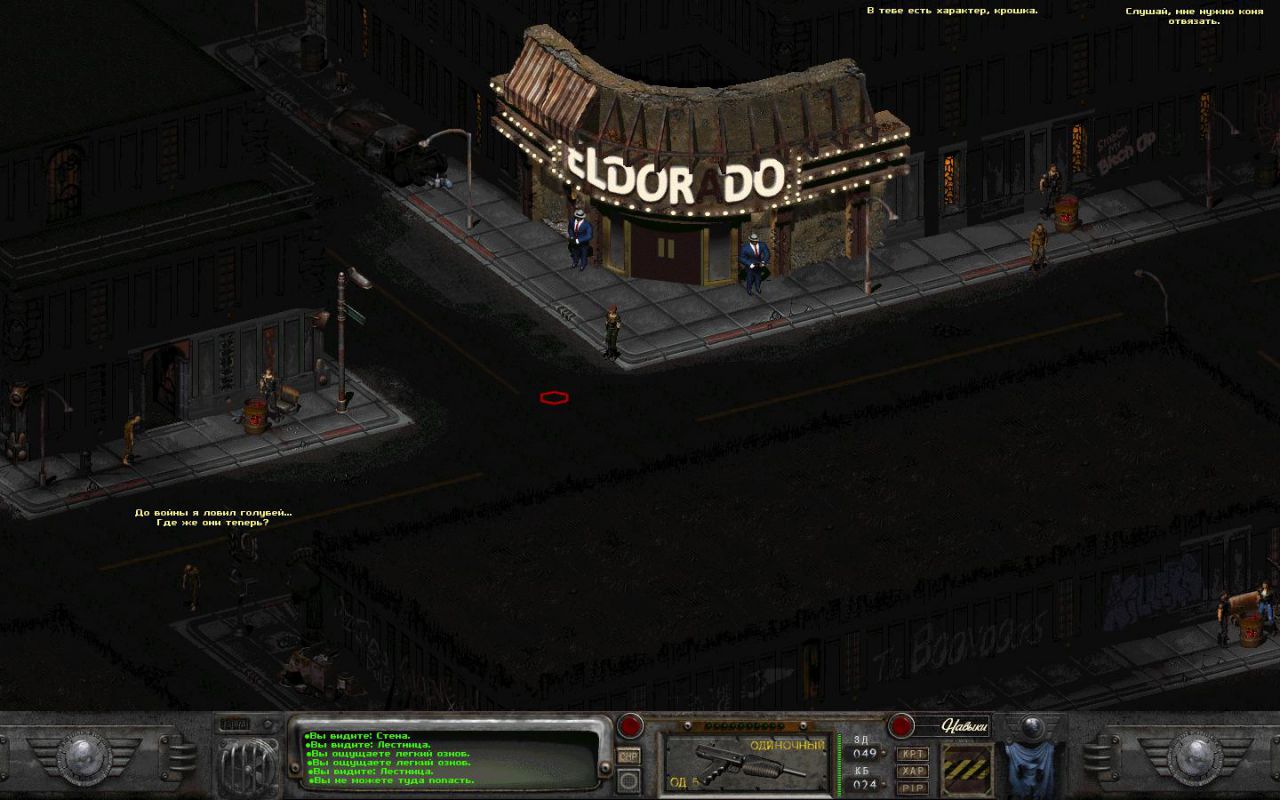 В тебе есть характер, крошка.
Слушай, мне нужно коня
отвязать.
ELDORADO
До войны я ловил голубей...
Где же они теперь?
The Boowoons
Навыки
•Вы видите: Стена.
•Вы видите: Лестница.
•Вы ощущаете легкий озноб.
•Вы ощущаете легкий озноб.
•Вы видите: Лестница.
•Вы не можете туда попасть.
СНР
ОДИНОЧНЫЙ
ОД 5
ЗД
049
КБ
024
КРТ
ХАР
PIP